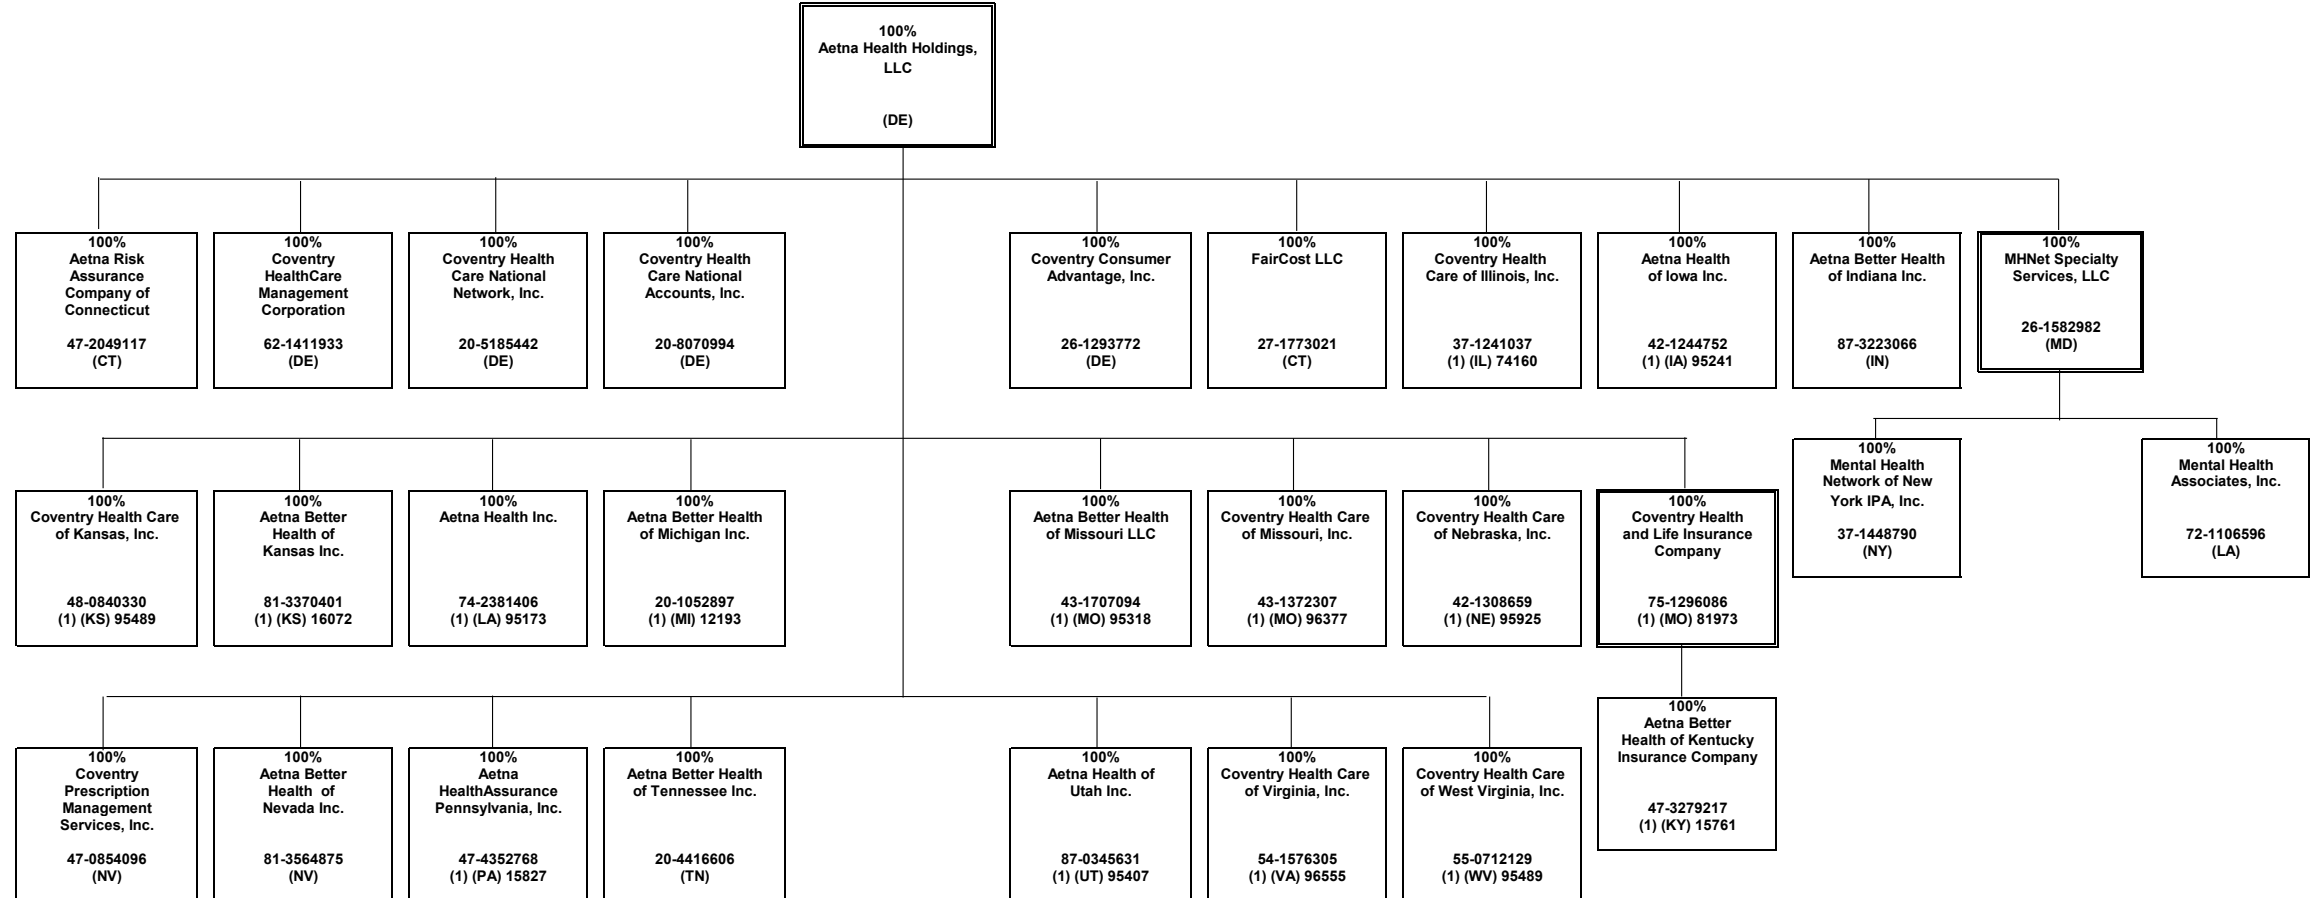 100%
Aetna Health Holdings,
LLC
(DE)
100%
Aetna Risk
Assurance
Company of
Connecticut
47-2049117
(CT)
100%
Coventry
HealthCare
Management
Corporation
62-1411933
(DE)
100%
Coventry Health
Care National
Network, Inc.
20-5185442
(DE)
100%
Coventry Health
Care National
Accounts, Inc.
20-8070994
(DE)
100%
Coventry Consumer
Advantage, Inc.
26-1293772
(DE)
100%
FairCost LLC
27-1773021
(CT)
100%
Coventry Health
Care of Illinois, Inc.
37-1241037
(1) (IL) 74160
100%
Aetna Health
of Iowa Inc.
42-1244752
(1) (IA) 95241
100%
Aetna Better Health
of Indiana Inc.
87-3223066
(IN)
100%
MHNet Specialty
Services, LLC
26-1582982
(MD)
100%
Mental Health
Network of New
York IPA, Inc.
37-1448790
(NY)
100%
Mental Health
Associates, Inc.
72-1106596
(LA)
100%
Coventry Health Care
of Kansas, Inc.
48-0840330
(1) (KS) 95489
100%
Aetna Better
Health of
Kansas Inc.
81-3370401
(1) (KS) 16072
100%
Aetna Health Inc.
74-2381406
(1) (LA) 95173
100%
Aetna Better Health
of Michigan Inc.
20-1052897
(1) (MI) 12193
100%
Aetna Better Health
of Missouri LLC
43-1707094
(1) (MO) 95318
100%
Coventry Health Care
of Missouri, Inc.
43-1372307
(1) (MO) 96377
100%
Coventry Health Care
of Nebraska, Inc.
42-1308659
(1) (NE) 95925
100%
Coventry Health
and Life Insurance
Company
75-1296086
(1) (MO) 81973
100%
Aetna Better
Health of Kentucky
Insurance Company
47-3279217
(1) (KY) 15761
100%
Coventry
Prescription
Management
Services, Inc.
47-0854096
(NV)
100%
Aetna Better
Health of
Nevada Inc.
81-3564875
(NV)
100%
Aetna
HealthAssurance
Pennsylvania, Inc.
47-4352768
(1) (PA) 15827
100%
Aetna Better Health
of Tennessee Inc.
20-4416606
(TN)
100%
Aetna Health of
Utah Inc.
87-0345631
(1) (UT) 95407
100%
Coventry Health Care
of Virginia, Inc.
54-1576305
(1) (VA) 96555
100%
Coventry Health Care
of West Virginia, Inc.
55-0712129
(1) (WV) 95489